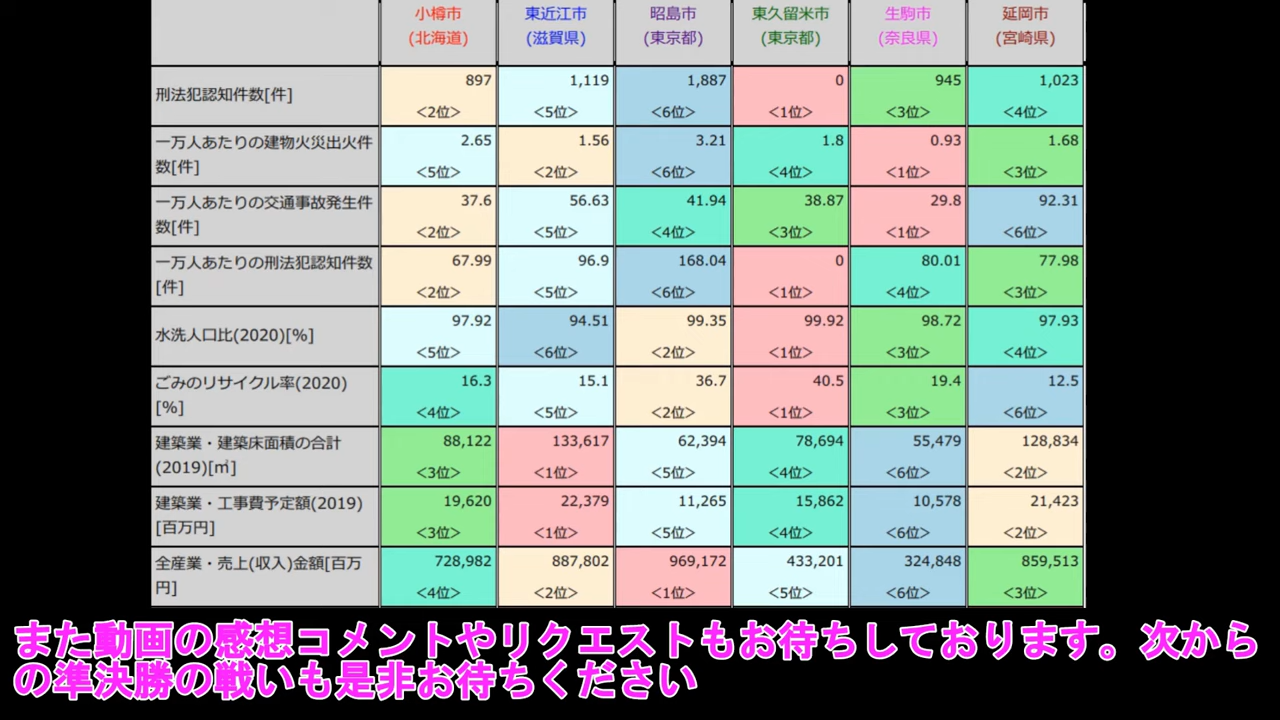 小樽市 東近江市 昭島市 東久留米市 生駒市 延岡市
(北海道) (滋賀県) (東京都) (東京都) (奈良県) (宮崎県)
刑法犯認知件数[件] 897 1,119 1,887 0 945 1,023
<2位> <5位> <6位> <1位> <3位> <4位>
一万人あたりの建物火災出火件数[件] 2.65 1.56 3.21 1.8 0.93 1.68
<5位> <2位> <6位> <4位> <1位> <3位>
一万人あたりの交通事故発生件数[件] 37.6 56.63 41.94 38.87 29.8 92.31
<2位> <5位> <4位> <3位> <1位> <6位>
一万人あたりの刑法犯認知件数[件] 67.99 96.9 168.04 0 80.01 77.98
<2位> <5位> <6位> <1位> <4位> <3位>
水洗人口比(2020)[%] 97.92 94.51 99.35 99.92 98.72 97.93
<5位> <6位> <2位> <1位> <3位> <4位>
ごみのリサイクル率(2020)[%] 16.3 15.1 36.7 40.5 19.4 12.5
<4位> <5位> <2位> <1位> <3位> <6位>
建築業・建築床面積の合計(2019)[㎡] 88,122 133,617 62,394 78,694 55,479 128,834
<3位> <1位> <5位> <4位> <6位> <2位>
建築業・工事費予定額(2019)[百万円] 19,620 22,379 11,265 15,862 10,578 21,423
<3位> <1位> <5位> <4位> <6位> <2位>
全産業・売上(収入)金額[百万円] 728,982 887,802 969,172 433,201 324,848 859,513
<4位> <2位> <1位> <5位> <6位> <3位>
また動画の感想コメントやリクエストもお待ちしております。次から
の準決勝の戦いも是非お待ちください